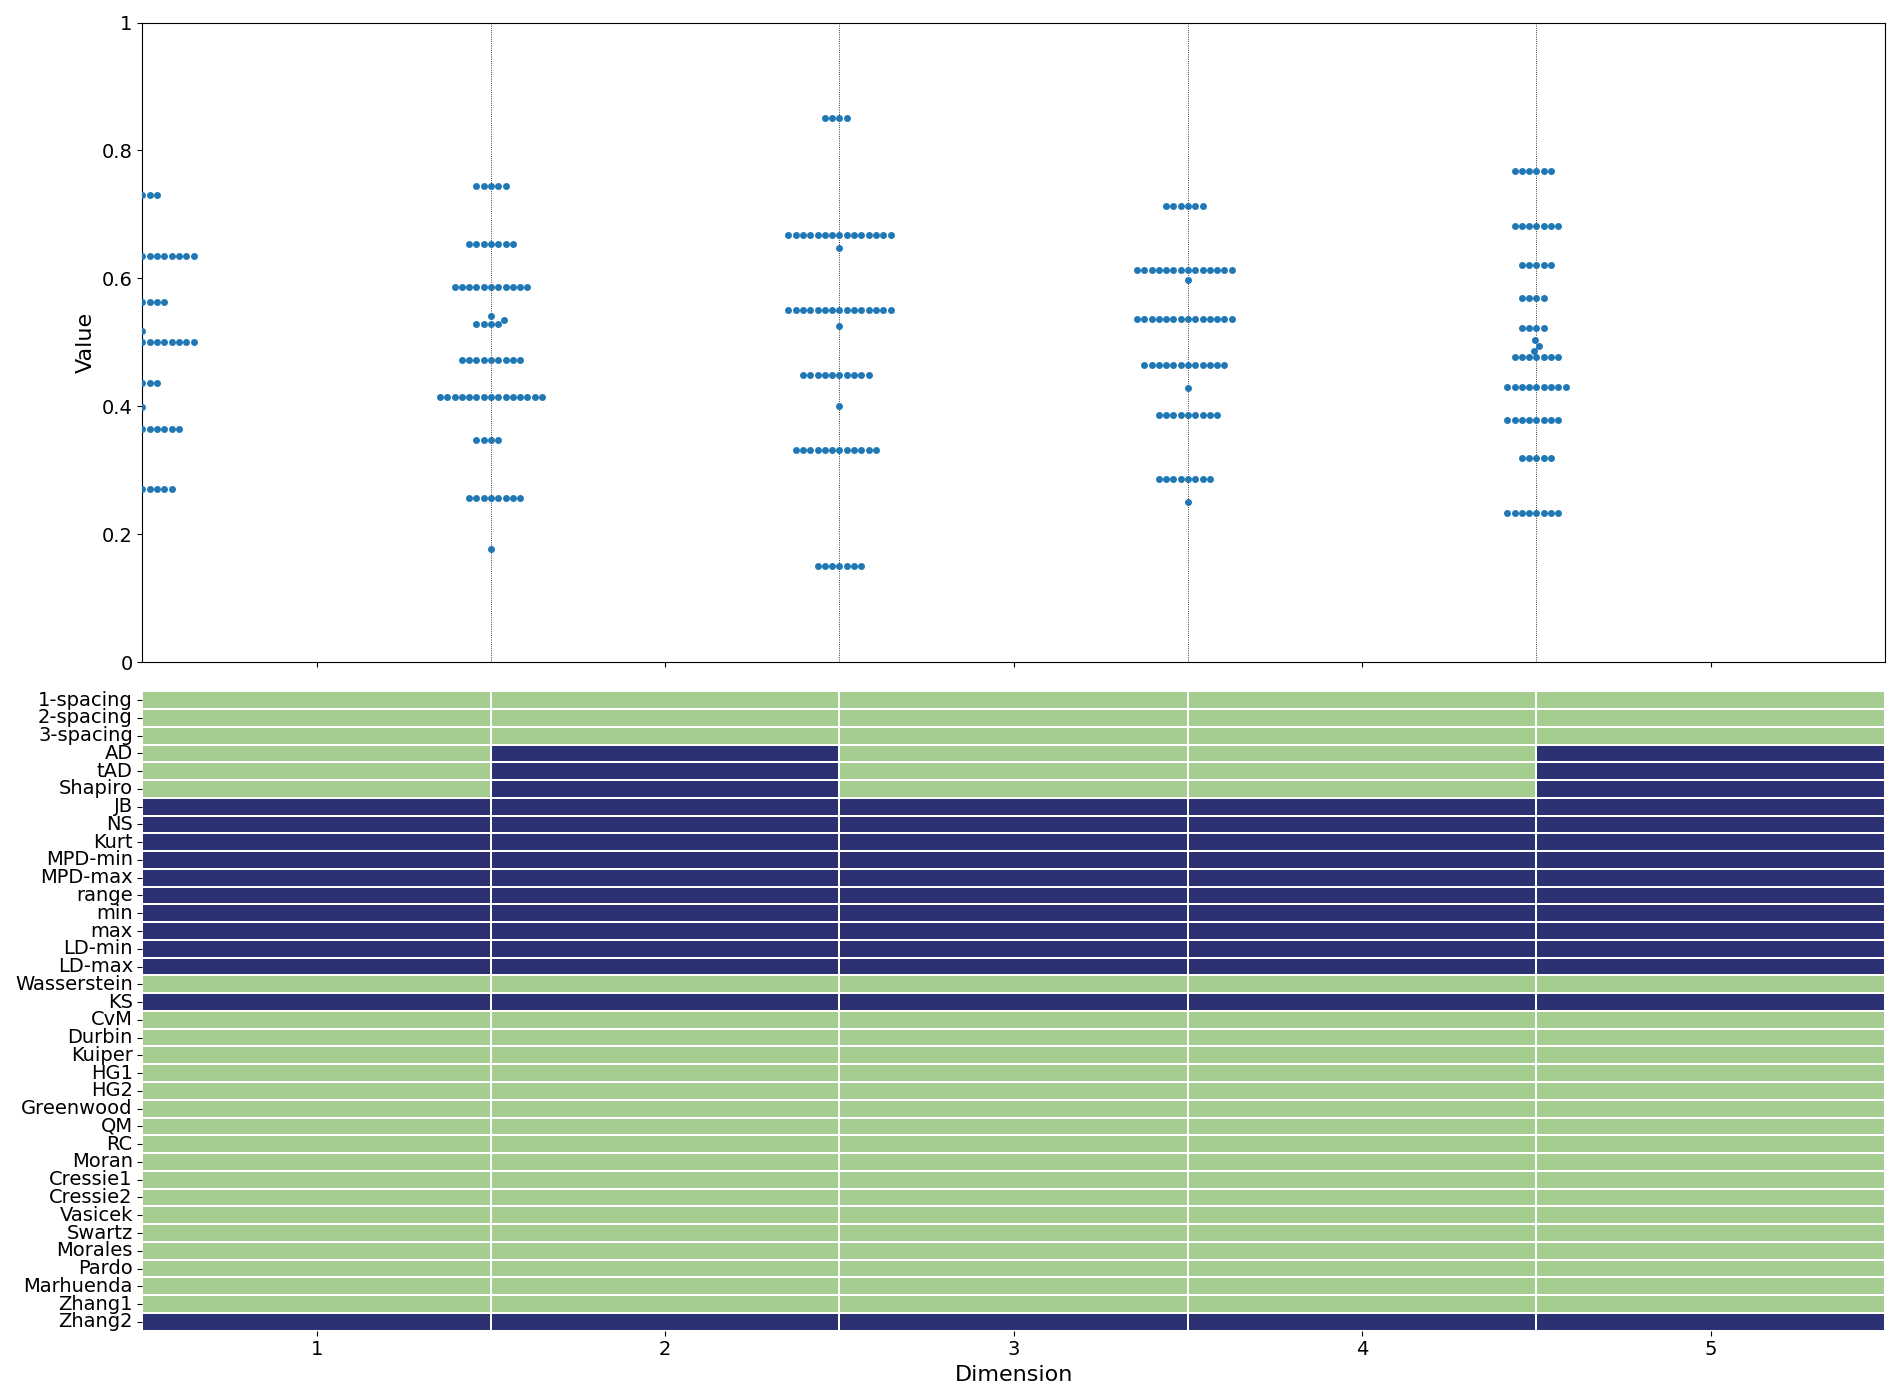 1
0.8
0.6
0.4
0.2
0
Value
1-spacing
2-spacing
3-spacing
AD
tAD
Shapiro
JB
NS
Kurt
MPD-min
MPD-max
range
min
max
LD-min
LD-max
Wasserstein
KS
CvM
Durbin
Kuiper
HG1
HG2
Greenwood
QM
RC
Moran
Cressie1
Cressie2
Vasicek
Swartz
Morales
Pardo
Marhuenda
Zhang1
Zhang2
1 2 3 4 5
Dimension